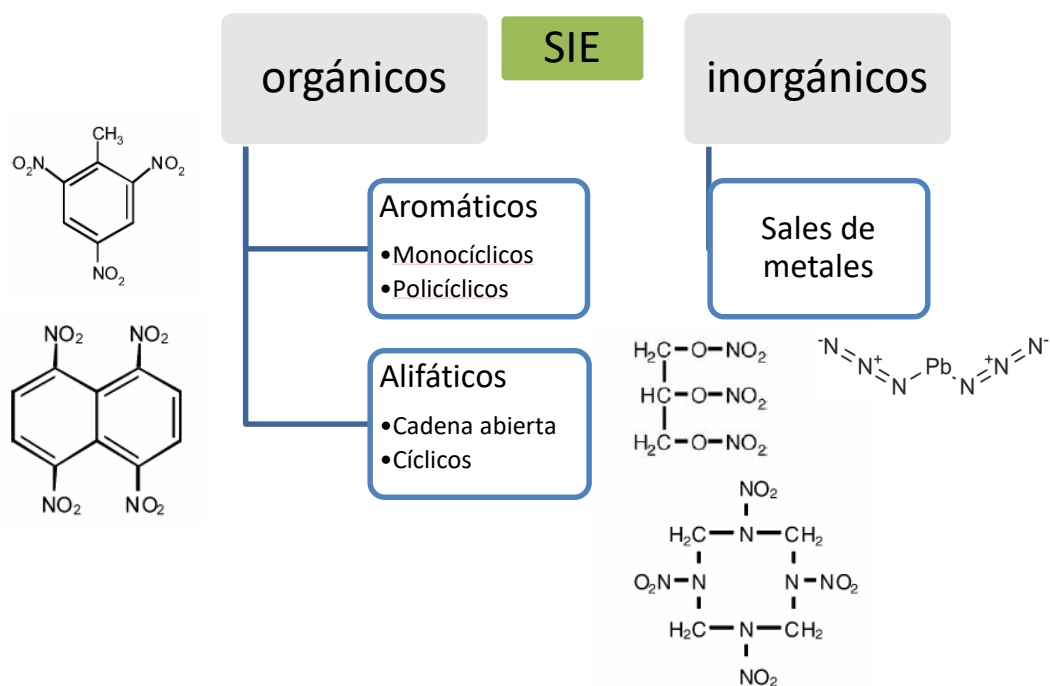 SIE
orgánicos
inorgánicos
CH3
O2N
NO2
NO2
Aromáticos
•Monocíclicos
•Policíclicos
Sales de
metales
NO2 NO2
NO2 NO2
Alifáticos
•Cadena abierta
•Cíclicos
H2C–O–NO2
HC–O–NO2
H2C–O–NO2
-N N+ N Pb N N+ N-
NO2
H2C–N–CH2
O2N–N N–NO2
H2C–N–CH2
NO2